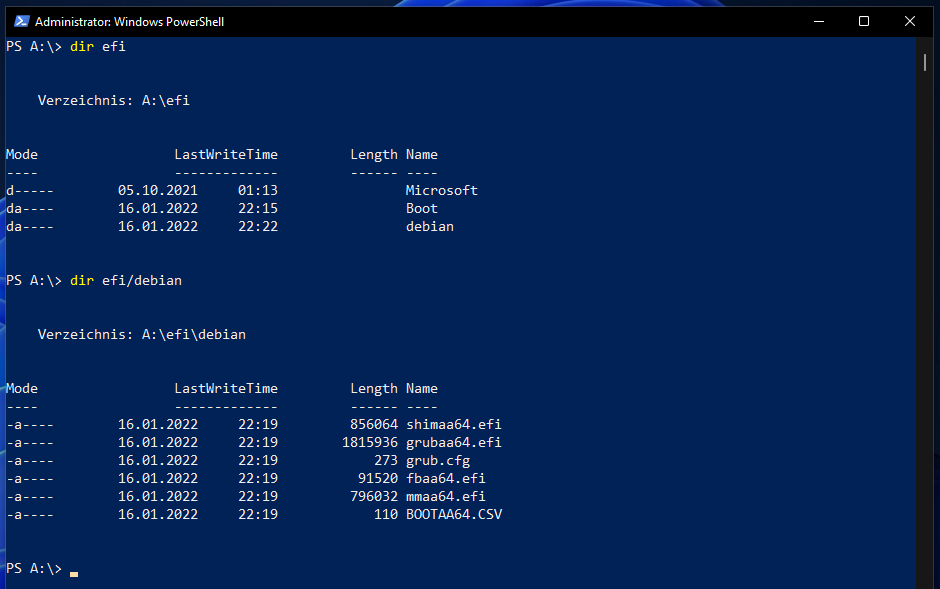 Administrator: Windows PowerShell
PS A:\> dir efi
Verzeichnis: A:\efi
Mode LastWriteTime Length Name
---- ------------- ------ ----
d----- 05.10.2021 01:13 Microsoft
da---- 16.01.2022 22:15 Boot
da---- 16.01.2022 22:22 debian
PS A:\> dir efi/debian
Verzeichnis: A:\efi\debian
Mode LastWriteTime Length Name
---- ------------- ------ ----
-a---- 16.01.2022 22:19 856064 shimaa64.efi
-a---- 16.01.2022 22:19 1815936 grubaa64.efi
-a---- 16.01.2022 22:19 273 grub.cfg
-a---- 16.01.2022 22:19 91520 fbaa64.efi
-a---- 16.01.2022 22:19 796032 mmaa64.efi
-a---- 16.01.2022 22:19 110 BOOTAA64.CSV
PS A:\>